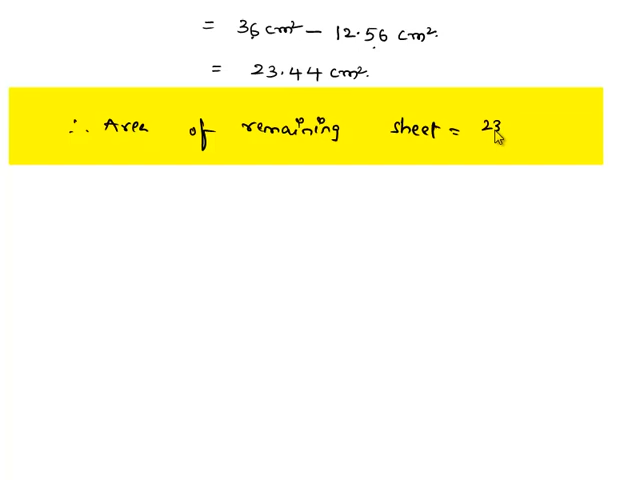 = 36 cm² - 12.56 cm².
= 23.44 cm².
∴ Area of remaining sheet = 23